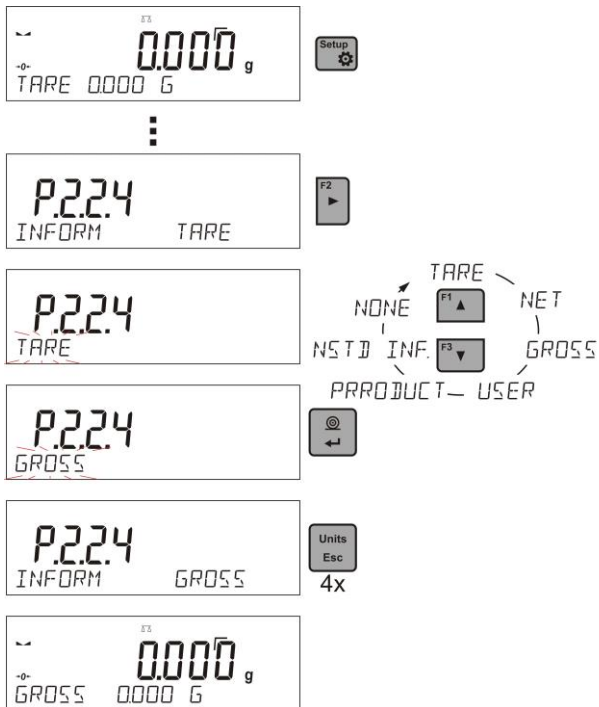 0.000 g
TARE 0.000 G
Setup
P.2.2.4
INFORM TARE
F2
P.2.2.4
TARE
TARE
NET
GROSS
USER
PRRODUCT
NSTD INF.
NONE
F1
F3
P.2.2.4
GROSS
P.2.2.4
INFORM GROSS
Units
Esc
4x
0.000 g
GROSS 0.000 G